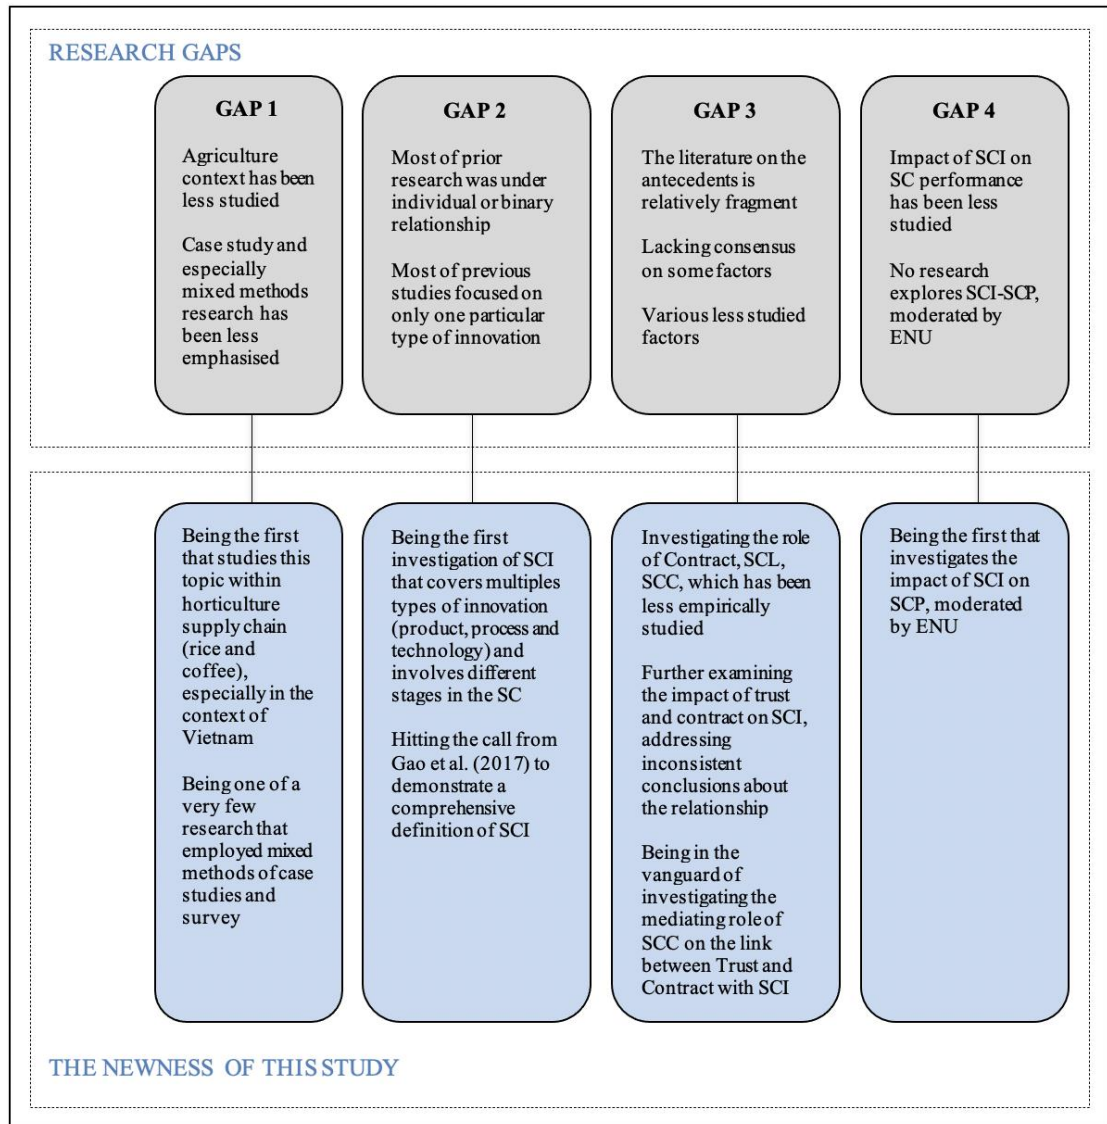 RESEARCH GAPS
GAP 1
Agriculture
context has been
less studied
Case study and
especially
mixed methods
research has
been less
emphasised
GAP 2
Most of prior
research was under
individual or binary
relationship
Most of previous
studies focused on
only one particular
type of innovation
GAP 3
The literature on the
antecedents is
relatively fragment
Lacking consensus
on some factors
Various less studied
factors
GAP 4
Impact of SCI on
SC performance
has been less
studied
No research
explores SCI-SCP,
moderated by
ENU
Being the first
that studies this
topic within
horticulture
supply chain
(rice and
coffee),
especially in the
context of
Vietnam
Being one of a
very few
research that
employed mixed
methods of case
studies and
survey
Being the first
investigation of SCI
that covers multiples
types of innovation
(product, process and
technology) and
involves different
stages in the SC
Hitting the call from
Gao et al. (2017) to
demonstrate a
comprehensive
definition of SCI
Investigating the role
of Contract, SCL,
SCC, which has been
less empirically
studied
Further examining
the impact of trust
and contract on SCI,
addressing
inconsistent
conclusions about
the relationship
Being in the
vanguard of
investigating the
mediating role of
SCC on the link
between Trust and
Contract with SCI
Being the first that
investigates the
impact of SCI on
SCP, moderated
by ENU
THE NEWNESS OF THIS STUDY